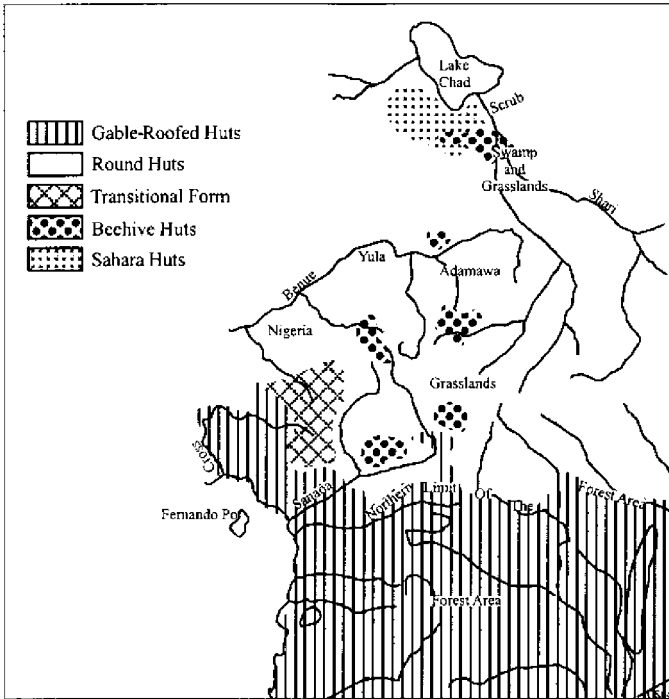 Lake
Chad
Scrub
Gable-Roofed Huts
Round Huts
Transitional Form
Beehive Huts
Sahara Huts
Swamp
and
Grasslands
Shari
Yula
Adamawa
Benue
Nigeria
Grasslands
Cross
Sanada
Northern Limit Of The Forest Area
Fernando Po
Forest Area